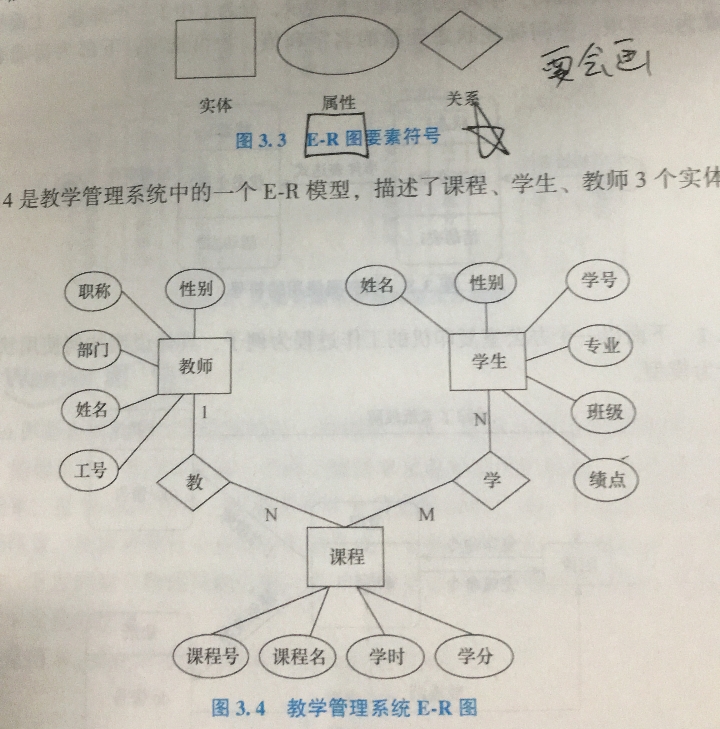 要会画
实体 属性 关系
图 3.3 E-R 图要素符号
4 是教学管理系统中的一个 E-R 模型，描述了课程、学生、教师 3 个实体
职称 性别 姓名 性别 学号
部门 教师 学生 专业
姓名 1 N 班级
工号 教 学 绩点
N M
课程
课程号 课程名 学时 学分
图 3.4 教学管理系统 E-R 图